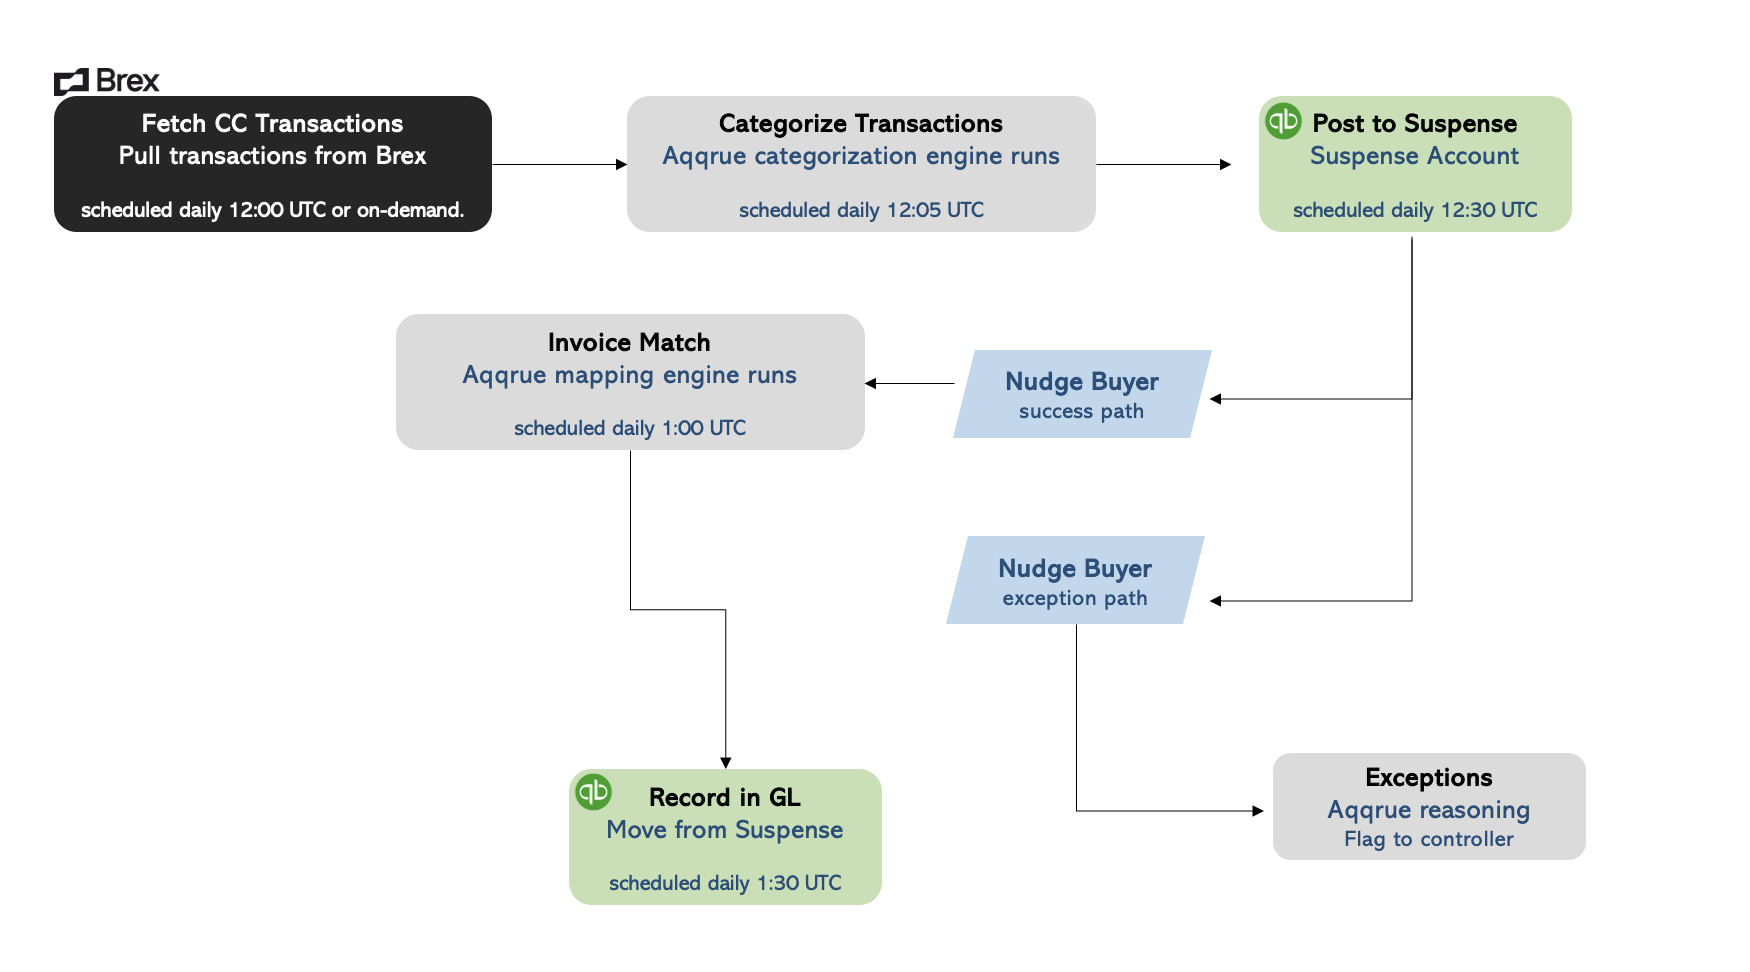 Brex
Fetch CC Transactions
Pull transactions from Brex
scheduled daily 12:00 UTC or on-demand.
Categorize Transactions
Aqqrue categorization engine runs
scheduled daily 12:05 UTC
qb
Post to Suspense
Suspense Account
scheduled daily 12:30 UTC
Invoice Match
Aqqrue mapping engine runs
scheduled daily 1:00 UTC
Nudge Buyer
success path
Nudge Buyer
exception path
qb
Record in GL
Move from Suspense
scheduled daily 1:30 UTC
Exceptions
Aqqrue reasoning
Flag to controller